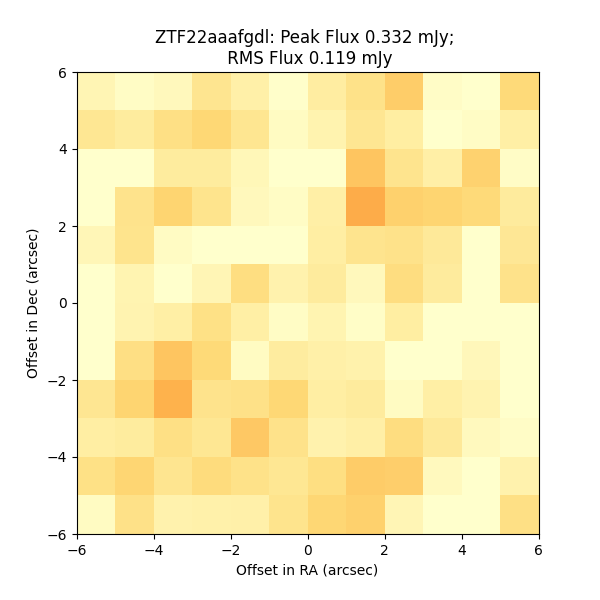 ZTF22aaafgdl: Peak Flux 0.332 mJy;
RMS Flux 0.119 mJy
6
4
2
0
−2
−4
−6
Offset in Dec (arcsec)
−6 −4 −2 0 2 4 6
Offset in RA (arcsec)